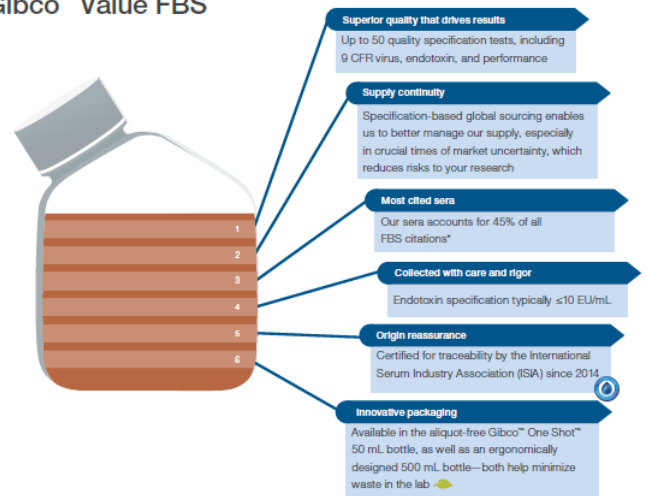 Gibco™ Value FBS
Superior quality that drives results
Up to 50 quality specification tests, including
9 CFR virus, endotoxin, and performance
Supply continuity
Specification-based global sourcing enables
us to better manage our supply, especially
in crucial times of market uncertainty, which
reduces risks to your research
Most cited sera
Our sera accounts for 45% of all
FBS citations*
Collected with care and rigor
Endotoxin specification typically ≤10 EU/mL
Origin reassurance
Certified for traceability by the International
Serum Industry Association (ISIA) since 2014
Innovative packaging
Available in the aliquot-free Gibco™ One Shot™
50 mL bottle, as well as an ergonomically
designed 500 mL bottle—both help minimize
waste in the lab
1
2
3
4
5
6